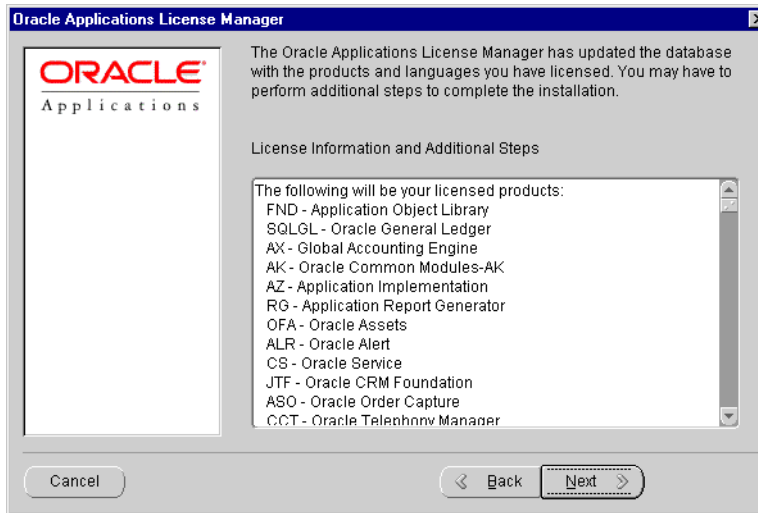 Oracle Applications License Manager
ORACLE
Applications
The Oracle Applications License Manager has updated the database
with the products and languages you have licensed. You may have to
perform additional steps to complete the installation.
License Information and Additional Steps
The following will be your licensed products:
FND - Application Object Library
SQLGL - Oracle General Ledger
AX - Global Accounting Engine
AK - Oracle Common Modules-AK
AZ - Application Implementation
RG - Application Report Generator
OFA - Oracle Assets
ALR - Oracle Alert
CS - Oracle Service
JTF - Oracle CRM Foundation
ASO - Oracle Order Capture
CCT - Oracle Telephony Manager
Cancel
Back
Next